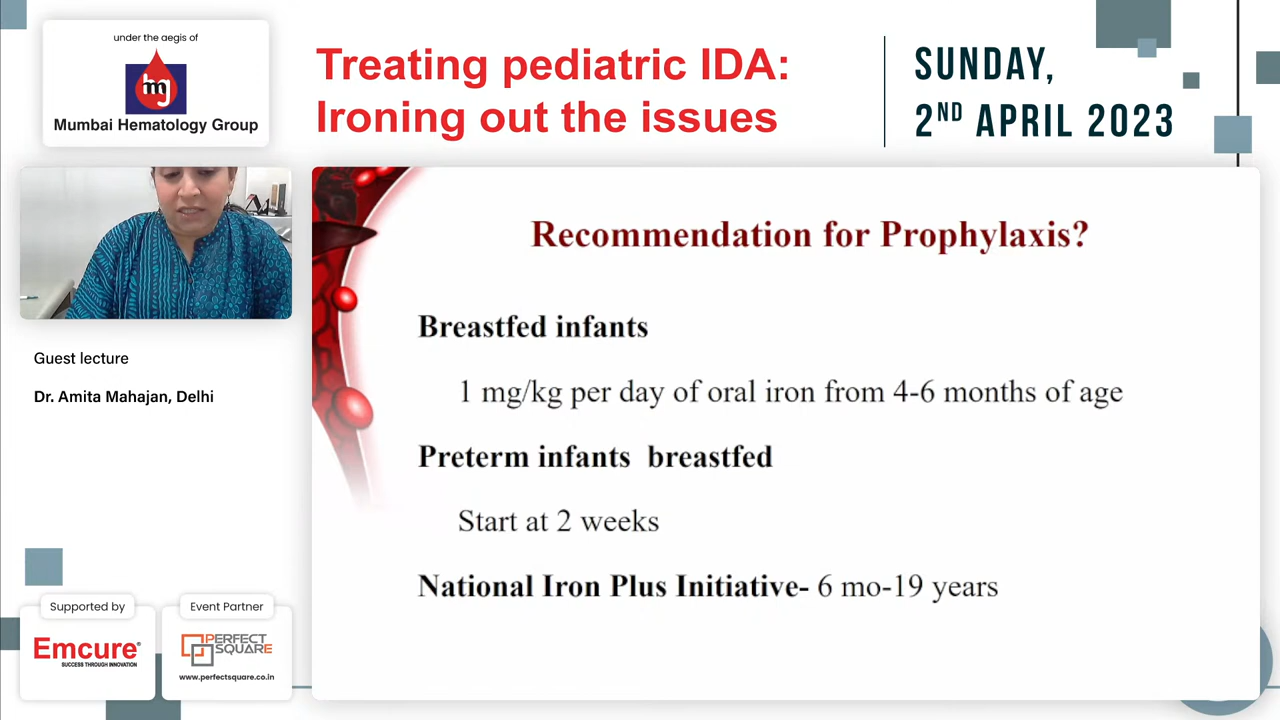 under the aegis of
hmg
Mumbai Hematology Group
Treating pediatric IDA:
Ironing out the issues
SUNDAY,
2ND APRIL 2023
Guest lecture
Dr. Amita Mahajan, Delhi
Recommendation for Prophylaxis?
Breastfed infants
1 mg/kg per day of oral iron from 4-6 months of age
Preterm infants breastfed
Start at 2 weeks
National Iron Plus Initiative- 6 mo-19 years
Supported by
Emcure®
SUCCESS THROUGH INNOVATION
Event Partner
PERFECT
SQUARE
www.perfectsquare.co.in